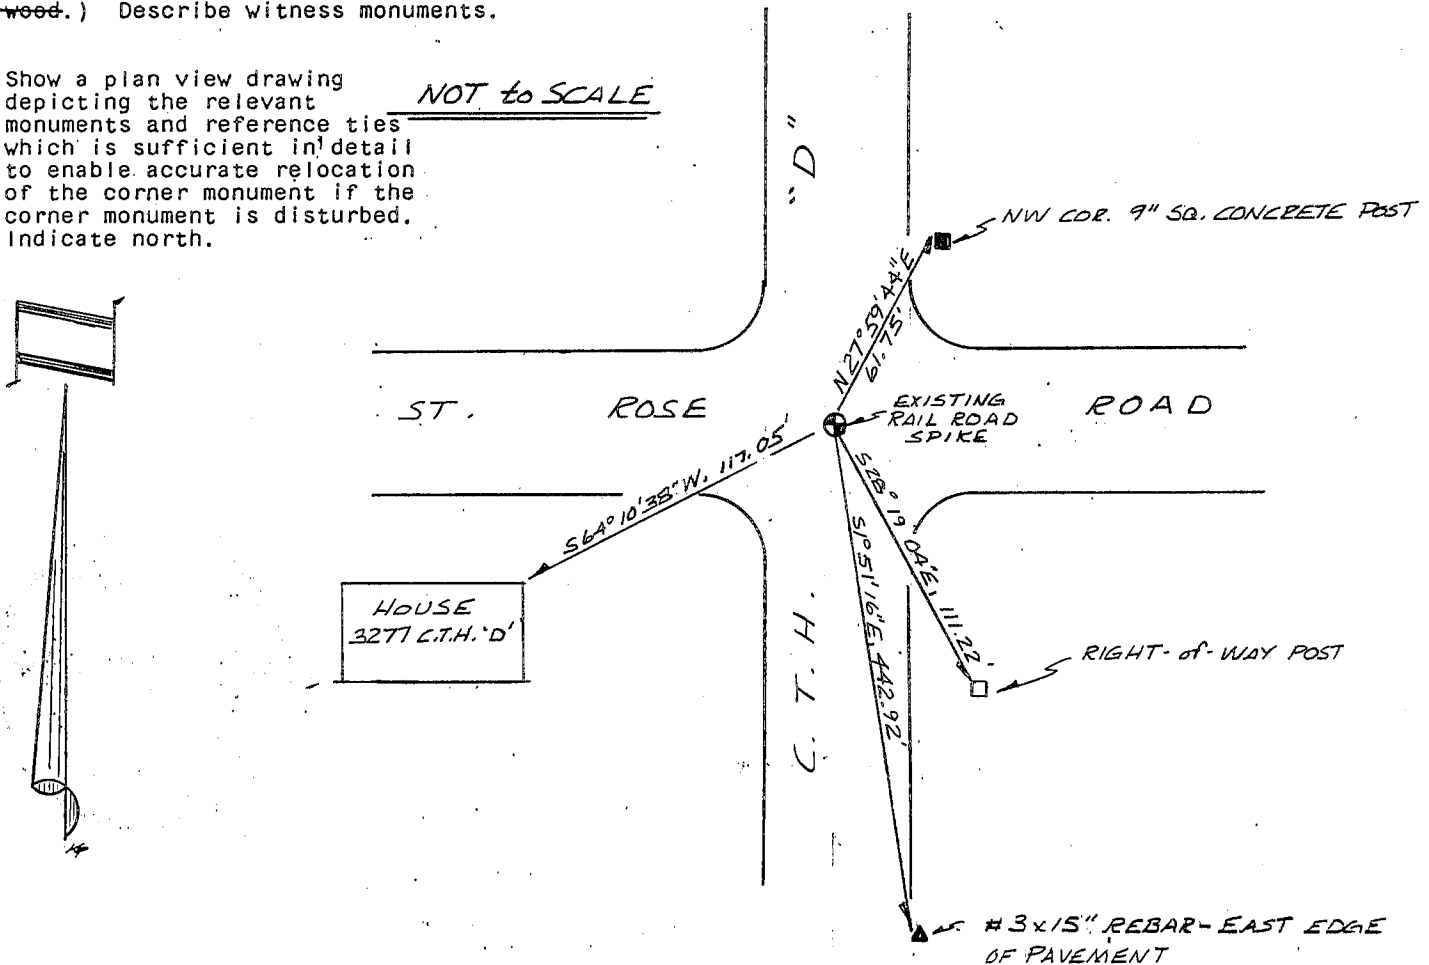 wood.) Describe witness monuments.
Show a plan view drawing
depicting the relevant
monuments and reference ties
which is sufficient in detail
to enable accurate relocation
of the corner monument if the
corner monument is disturbed.
Indicate north.
NOT to SCALE
"D"
NW COR. 9" SQ. CONCRETE POST
N27°59'44"E
61.75'
ST. ROSE ROAD
EXISTING
RAIL ROAD
SPIKE
S64°10'38"W, 117.05'
S28°19'04"E, 111.22'
S1°51'16"E, 442.92'
HOUSE
3277 C.T.H. 'D'
C.T.H.
RIGHT-of-WAY POST
#3x15" REBAR-EAST EDGE
OF PAVEMENT